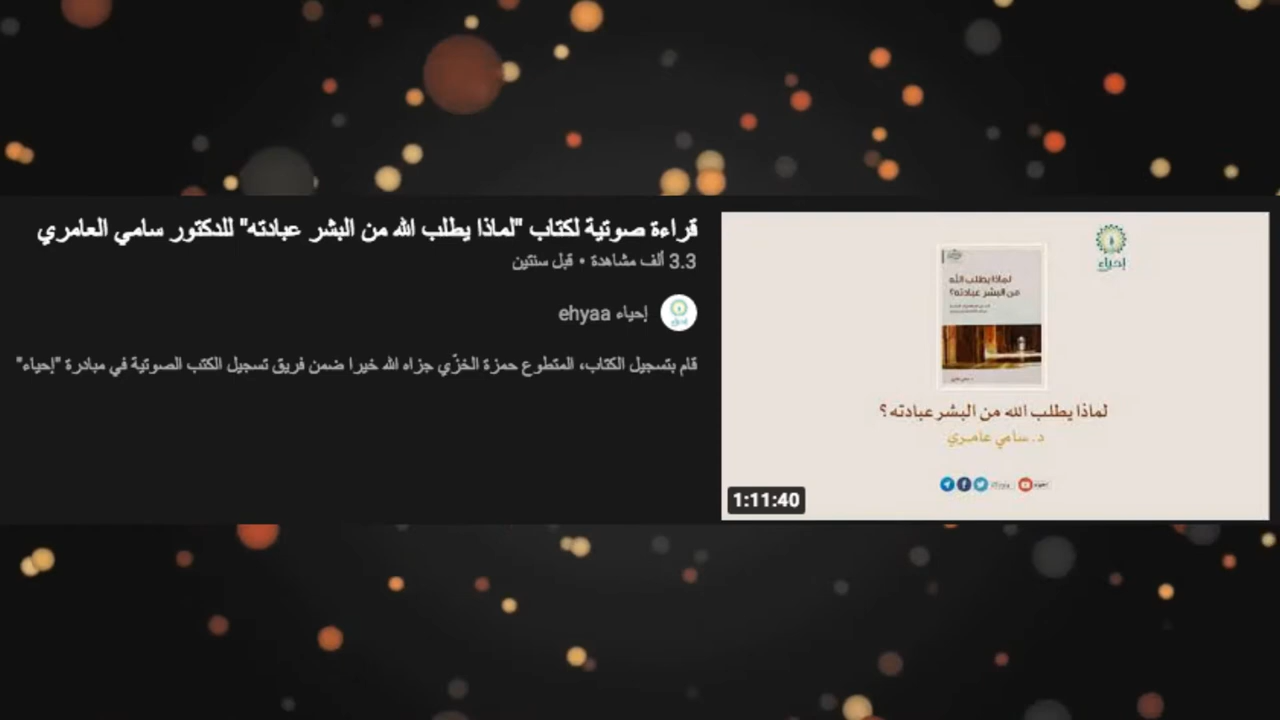 قراءة صوتية لكتاب "لماذا يطلب الله من البشر عبادته" للدكتور سامي العامري
3.3 ألف مشاهدة • قبل سنتين
إحياء ehyaa
قام بتسجيل الكتاب، المتطوع حمزة الخزّي جزاه الله خيرا ضمن فريق تسجيل الكتب الصوتية في مبادرة "إحياء"
إحياء
لماذا يطلب الله
من البشر عبادته؟
لماذا يطلب الله من البشر عبادته ؟
د. سامي عامري
1:11:40